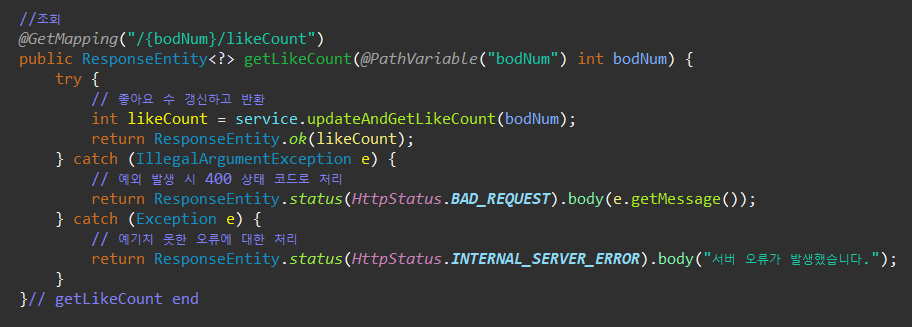 //조회
@GetMapping("/{bodNum}/likeCount")
public ResponseEntity<?> getLikeCount(@PathVariable("bodNum") int bodNum) {
    try {
        // 좋아요 수 갱신하고 반환
        int likeCount = service.updateAndGetLikeCount(bodNum);
        return ResponseEntity.ok(likeCount);
    } catch (IllegalArgumentException e) {
        // 예외 발생 시 400 상태 코드로 처리
        return ResponseEntity.status(HttpStatus.BAD_REQUEST).body(e.getMessage());
    } catch (Exception e) {
        // 예기치 못한 오류에 대한 처리
        return ResponseEntity.status(HttpStatus.INTERNAL_SERVER_ERROR).body("서버 오류가 발생했습니다.");
    }
}// getLikeCount end